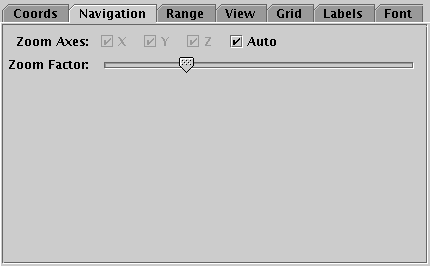 Coords Navigation Range View Grid Labels Font
Zoom Axes: X Y Z Auto
Zoom Factor: